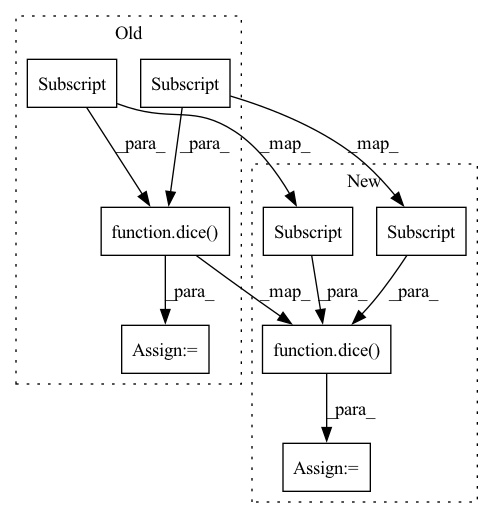 Old
Subscript
Subscript
_para_
_para_
_map_
_map_
New
function.dice()
Subscript
Subscript
_para_
_map_
_para_
_para_
Assign:=
function.dice()
_para_
Assign:=